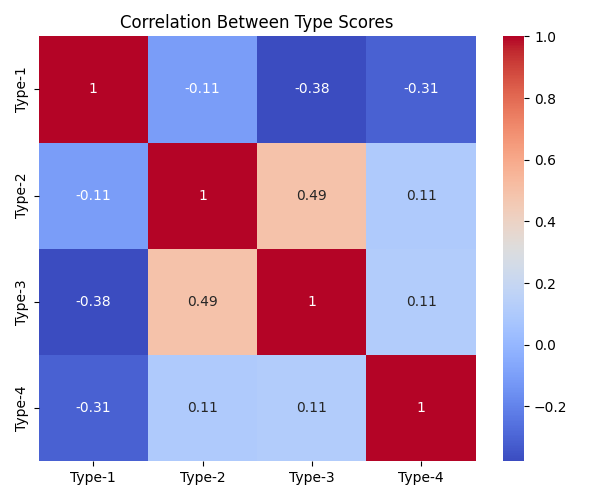 Correlation Between Type Scores
Type-1
1
-0.11
-0.38
-0.31
Type-2
-0.11
1
0.49
0.11
Type-3
-0.38
0.49
1
0.11
Type-4
-0.31
0.11
0.11
1
Type-1
Type-2
Type-3
Type-4
1.0
0.8
0.6
0.4
0.2
0.0
−0.2